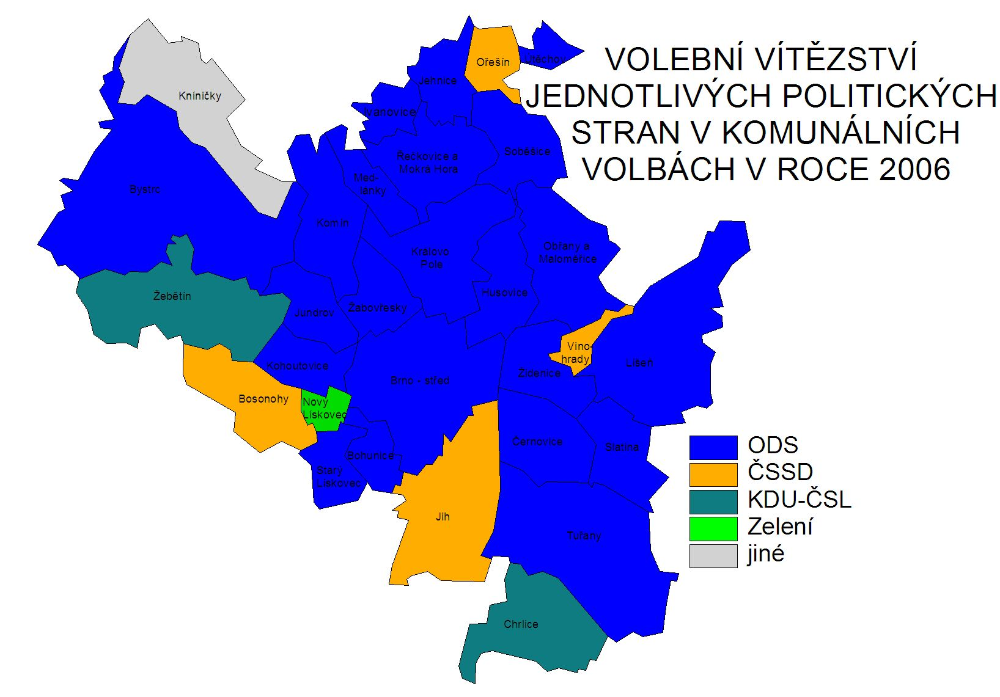 VOLEBNÍ VÍTĚZSTVÍ
JEDNOTLIVÝCH POLITICKÝCH
STRAN V KOMUNÁLNÍCH
VOLBÁCH V ROCE 2006
Ořešín
Útěchov
Jehnice
Kníničky
Ivanovice
Soběšice
Řečkovice a
Mokrá Hora
Med-
lánky
Bystrc
Komín
Královo
Pole
Obřany a
Maloměřice
Žebětín
Husovice
Žabovřesky
Jundrov
Vino-
hrady
Líšeň
Kohoutovice
Židenice
Brno - střed
Bosonohy
Nový
Lískovec
Černovice
Slatina
Bohunice
Starý
Lískovec
Jih
Tuřany
Chrlice
ODS
ČSSD
KDU-ČSL
Zelení
jiné